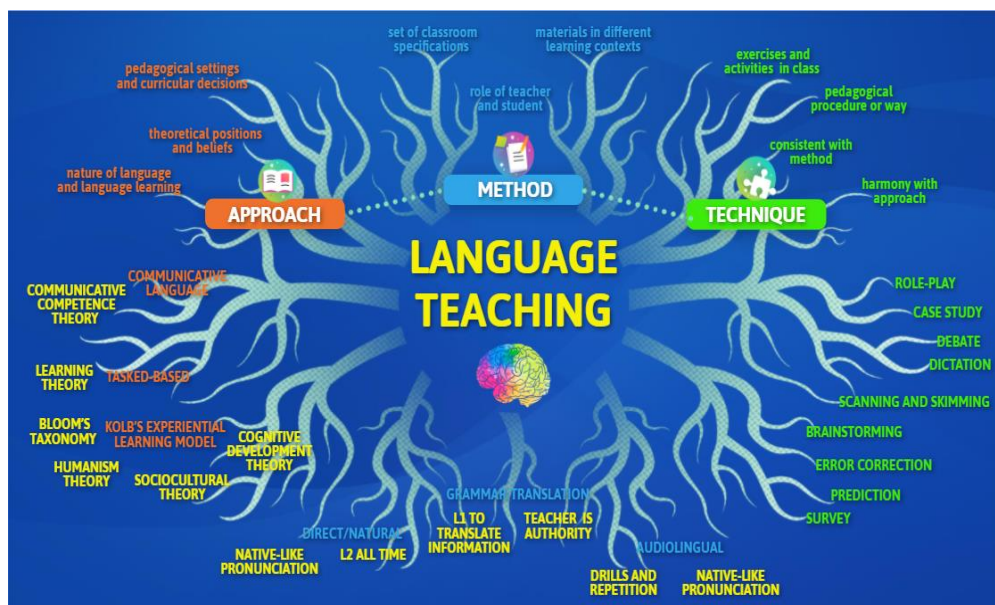 set of classroom
specifications
materials in different
learning contexts
exercises and
activities in class
pedagogical settings
and curricular decisions
role of teacher
and student
pedagogical
procedure or way
theoretical positions
and beliefs
consistent with
method
nature of language
and language learning
harmony with
approach
APPROACH
METHOD
TECHNIQUE
LANGUAGE
TEACHING
COMMUNICATIVE
LANGUAGE
COMMUNICATIVE
COMPETENCE
THEORY
LEARNING
THEORY
TASKED-BASED
BLOOM'S
TAXONOMY
KOLB'S EXPERIENTIAL
LEARNING MODEL
COGNITIVE
DEVELOPMENT
THEORY
HUMANISM
THEORY
SOCIOCULTURAL
THEORY
ROLE-PLAY
CASE STUDY
DEBATE
DICTATION
SCANNING AND SKIMMING
BRAINSTORMING
ERROR CORRECTION
PREDICTION
SURVEY
DIRECT/NATURAL
NATIVE-LIKE
PRONUNCIATION
L2 ALL TIME
GRAMMAR TRANSLATION
L1 TO
TRANSLATE
INFORMATION
TEACHER IS
AUTHORITY
AUDIOLINGUAL
DRILLS AND
REPETITION
NATIVE-LIKE
PRONUNCIATION